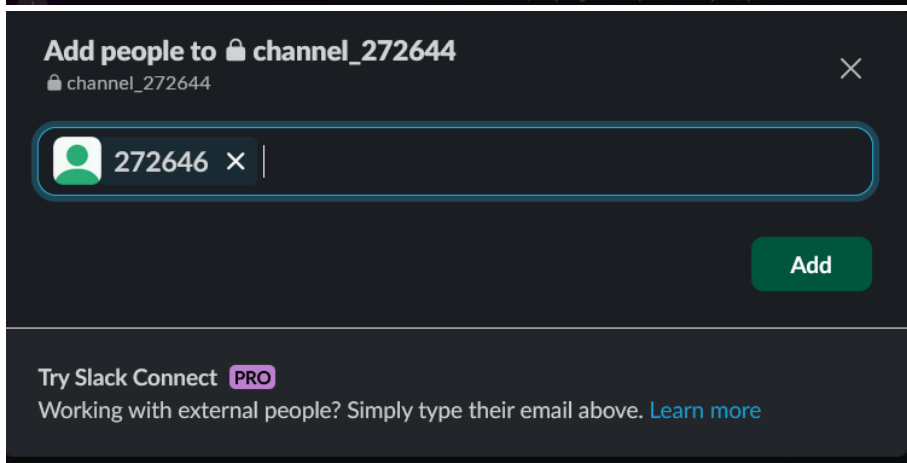 Add people to channel_272644
channel_272644
272646
Add
Try Slack Connect PRO
Working with external people? Simply type their email above. Learn more